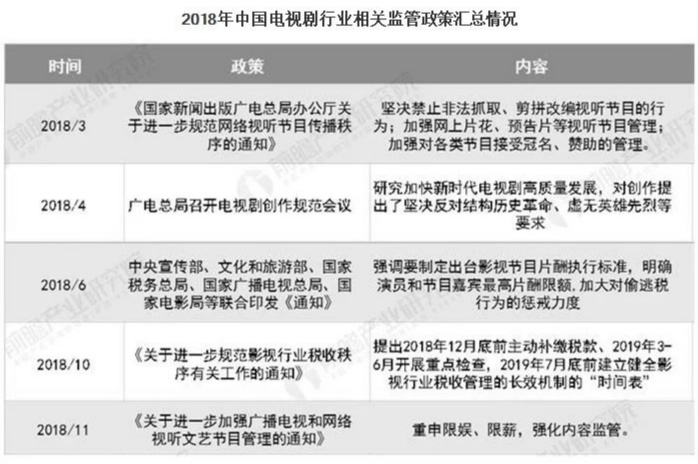 2018年中国电视剧行业相关监管政策汇总情况
时间
政策
内容
2018/3
《国家新闻出版广电总局办公厅关
于进一步规范网络视听节目传播秩
序的通知》
坚决禁止非法抓取、剪拼改编视听节目的行
为；加强网上片花、预告片等视听节目管理；
加强对各类节目接受冠名、赞助的管理。
2018/4
广电总局召开电视剧创作规范会议
研究加快新时代电视剧高质量发展，对创作提
出了坚决反对结构历史革命、虚无英雄先烈等
要求
2018/6
中央宣传部、文化和旅游部、国家
税务总局、国家广播电视总局、国
家电影局等联合印发《通知》
强调要制定出台影视节目片酬执行标准，明确
演员和节目嘉宾最高片酬限额.加大对偷逃税
行为的惩戒力度
2018/10
《关于进一步规范影视行业税收秩
序有关工作的通知》
提出2018年12月底前主动补缴税款、2019年3-
6月开展重点检查，2019年7月底前建立健全影
视行业税收管理的长效机制的“时间表”
2018/11
《关于进一步加强广播电视和网络
视听文艺节目管理的通知》
重申限娱、限薪，强化内容监管。
前瞻产业研究院
前瞻产业研究院
前瞻产业研究院